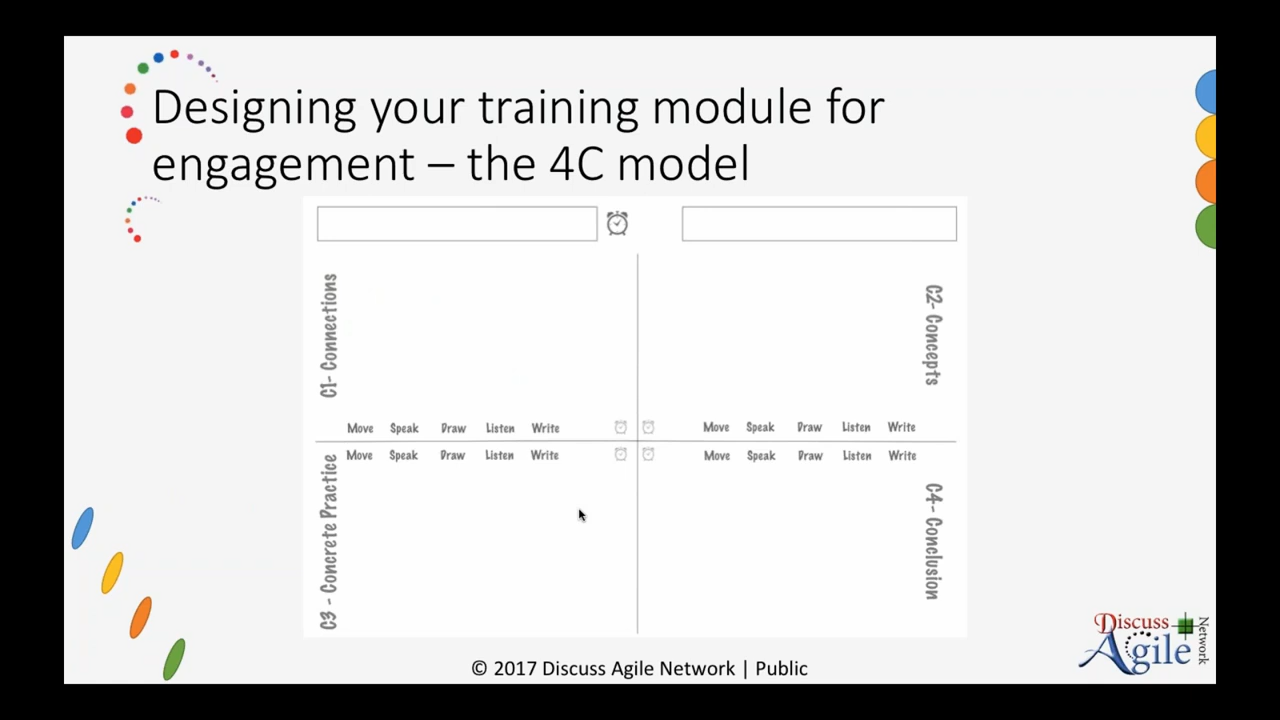 Designing your training module for
engagement – the 4C model
C1- Connections
C2- Concepts
Move Speak Draw Listen Write
Move Speak Draw Listen Write
Move Speak Draw Listen Write
Move Speak Draw Listen Write
C3 - Concrete Practice
C4- Conclusion
© 2017 Discuss Agile Network | Public
Discuss
Agile
Network